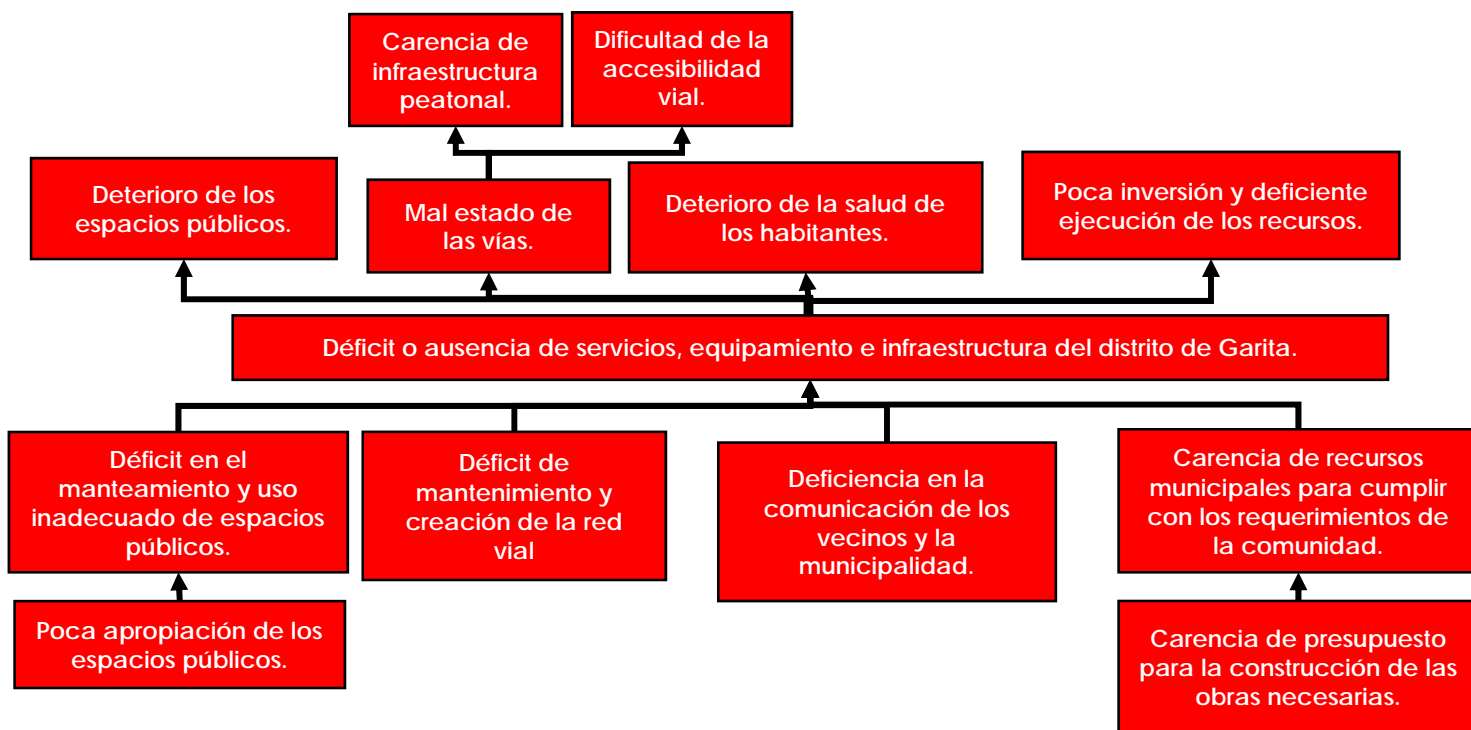 Carencia de
infraestructura
peatonal.
Dificultad de la
accesibilidad
vial.
Deterioro de los
espacios públicos.
Mal estado de
las vías.
Deterioro de la salud de
los habitantes.
Poca inversión y deficiente
ejecución de los recursos.
Déficit o ausencia de servicios, equipamiento e infraestructura del distrito de Garita.
Déficit en el
manteamiento y uso
inadecuado de espacios
públicos.
Déficit de
mantenimiento y
creación de la red
vial
Deficiencia en la
comunicación de los
vecinos y la
municipalidad.
Carencia de recursos
municipales para cumplir
con los requerimientos de
la comunidad.
Poca apropiación de los
espacios públicos.
Carencia de presupuesto
para la construcción de las
obras necesarias.